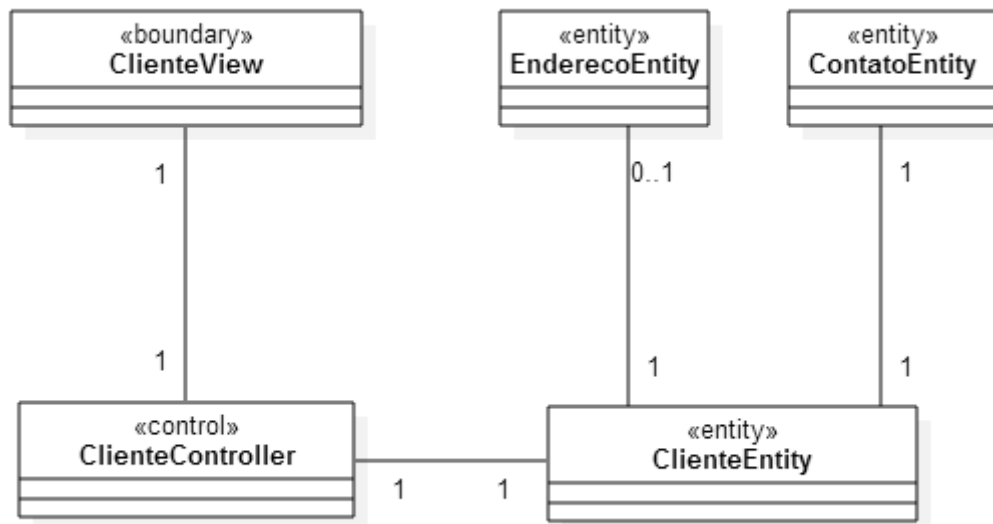 «boundary»
ClienteView
«entity»
EnderecoEntity
«entity»
ContatoEntity
1
0..1
1
1
1
1
«control»
ClienteController
«entity»
ClienteEntity
1
1